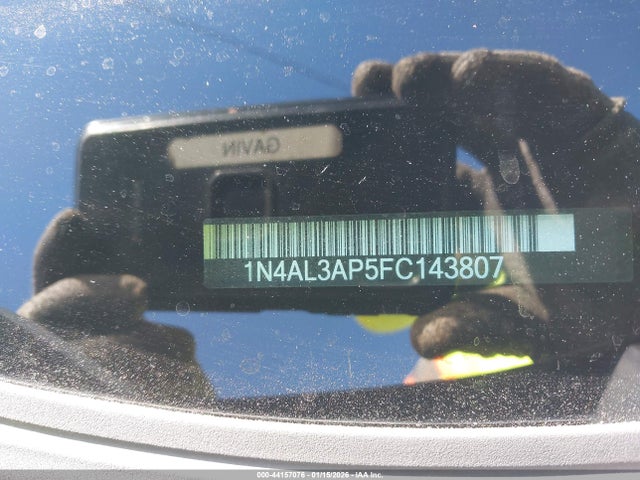 GAVIN
1N4AL3AP5FC143807
000-44157076 - 01/15/2026 - IAA Inc.